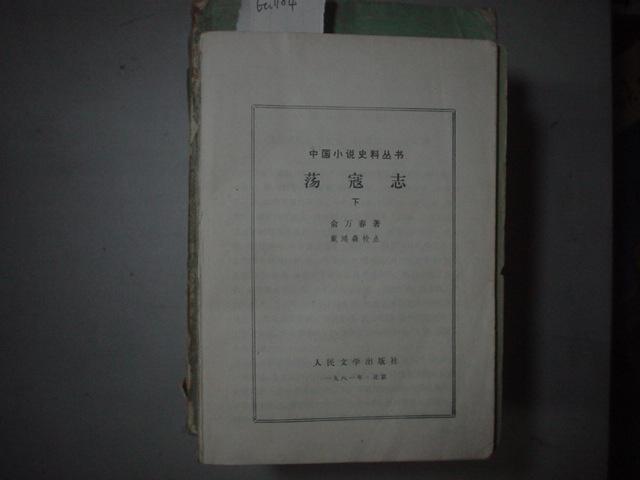 中国小说史料丛书
荡寇志
下
俞万春著
戴鸿森校点
人民文学出版社
一九八一年·北京